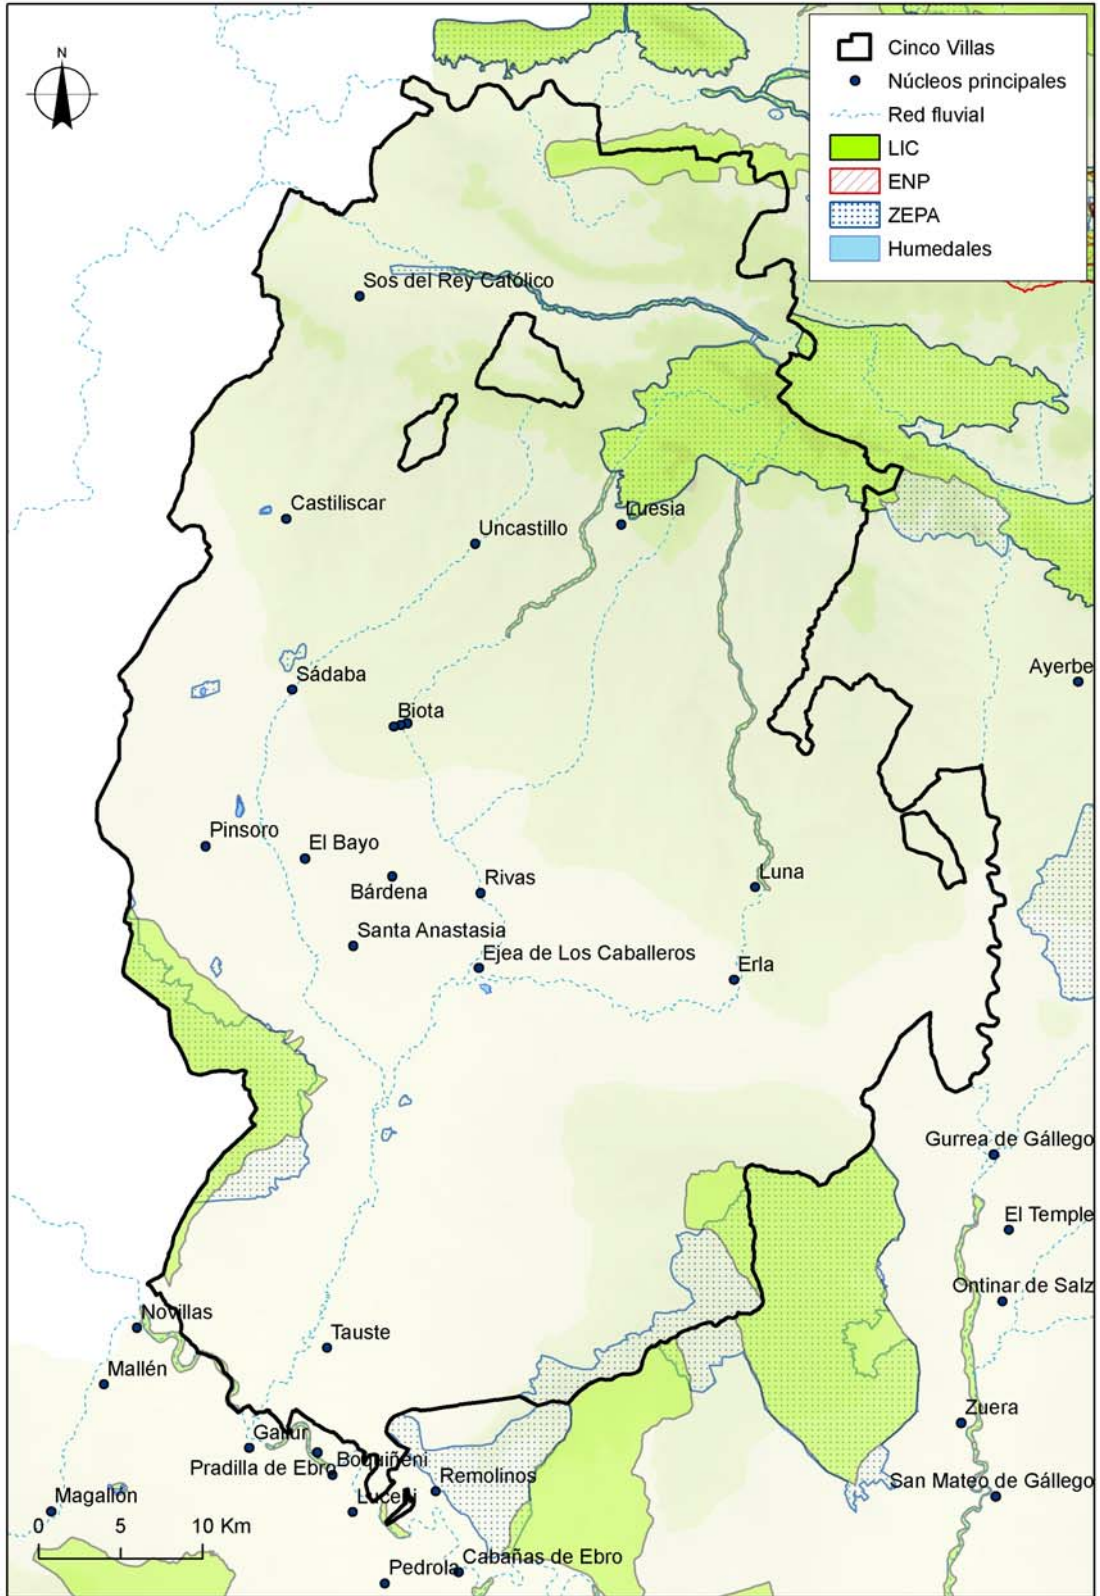 N
Cinco Villas
Núcleos principales
Red fluvial
LIC
ENP
ZEPA
Humedales
Sos del Rey Católico
Castiliscar
Uncastillo
Luesia
Sádaba
Biota
Ayerbe
Pinsoro
El Bayo
Bárdena
Rivas
Luna
Santa Anastasia
Ejea de Los Caballeros
Erla
Gurrea de Gállego
El Temple
Ontinar de Salz
Novillas
Tauste
Mallén
Zuera
Gallur
Pradilla de Ebro
Boquiñeni
Remolinos
San Mateo de Gállego
Magallón
Luceni
0 5 10 Km
Cabañas de Ebro
Pedrola